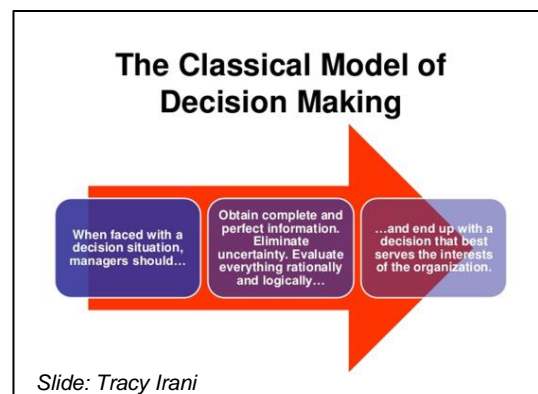 The Classical Model of
Decision Making
When faced with a
decision situation,
managers should…
Obtain complete and
perfect information.
Eliminate
uncertainty. Evaluate
everything rationally
and logically…
…and end up with a
decision that best
serves the interests
of the organization.
Slide: Tracy Irani